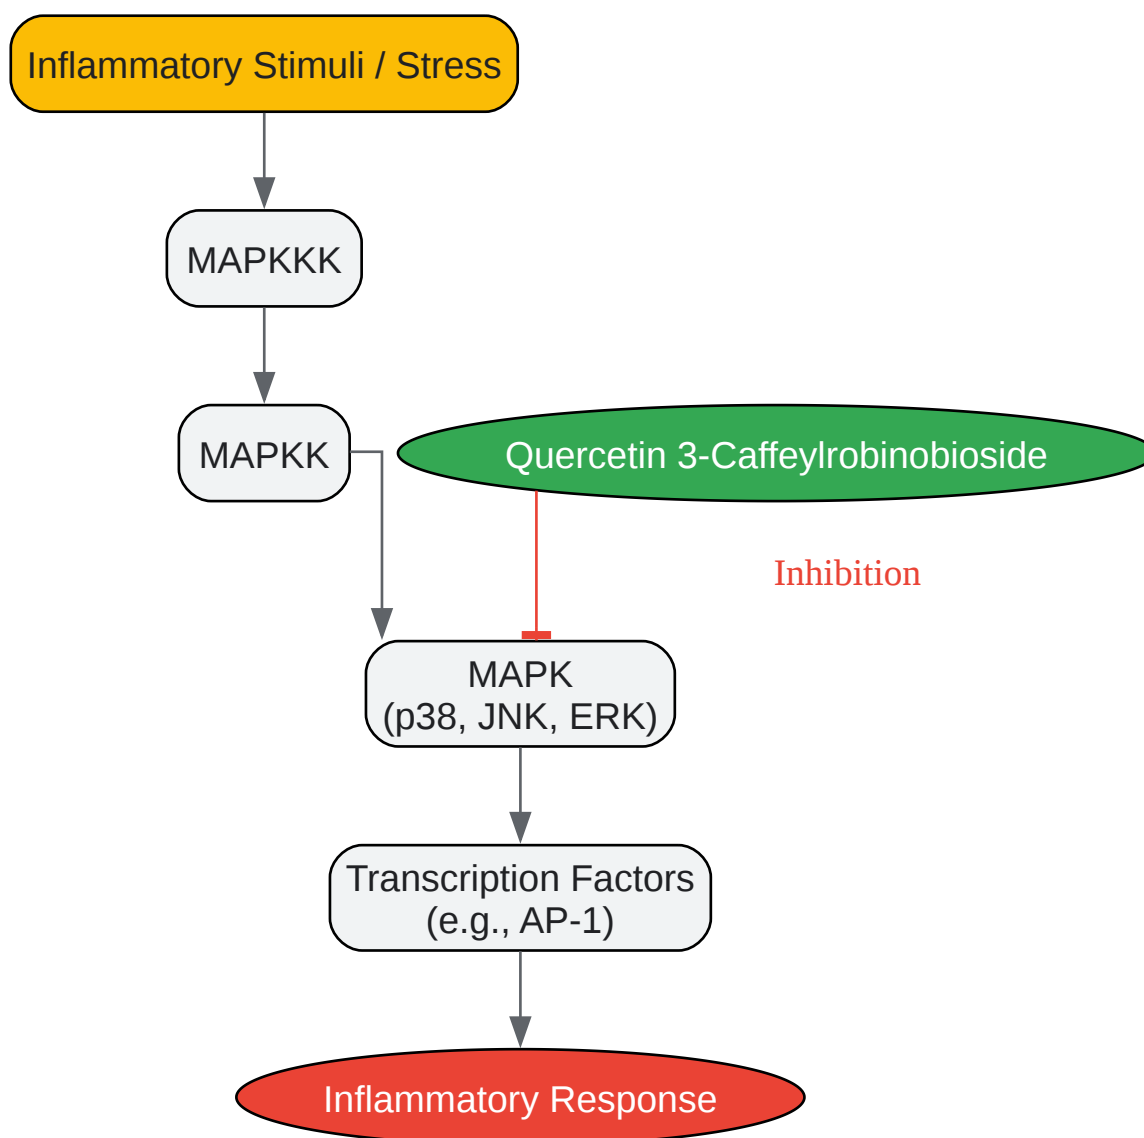 Inflammatory Stimuli / Stress
MAPKKK
MAPKK
Quercetin 3-Caffeylrobinobioside
Inhibition
MAPK
(p38, JNK, ERK)
Transcription Factors
(e.g., AP-1)
Inflammatory Response